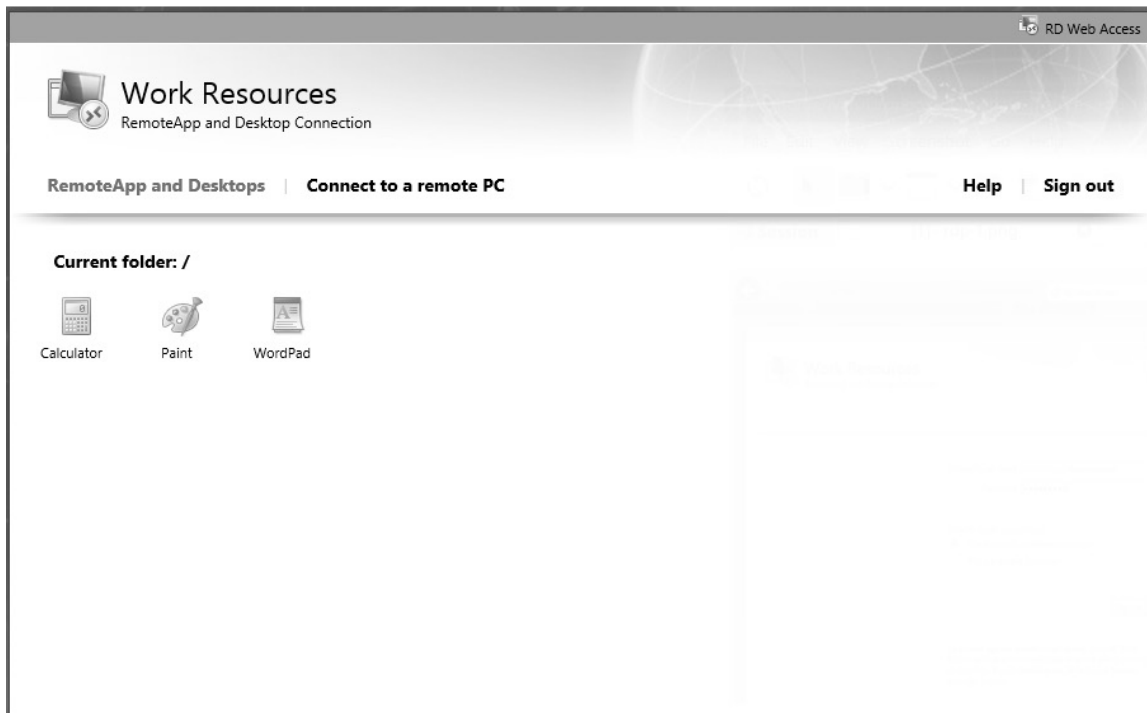 RD Web Access
Work Resources
RemoteApp and Desktop Connection
RemoteApp and Desktops | Connect to a remote PC Help | Sign out
Current folder: /
Calculator Paint WordPad